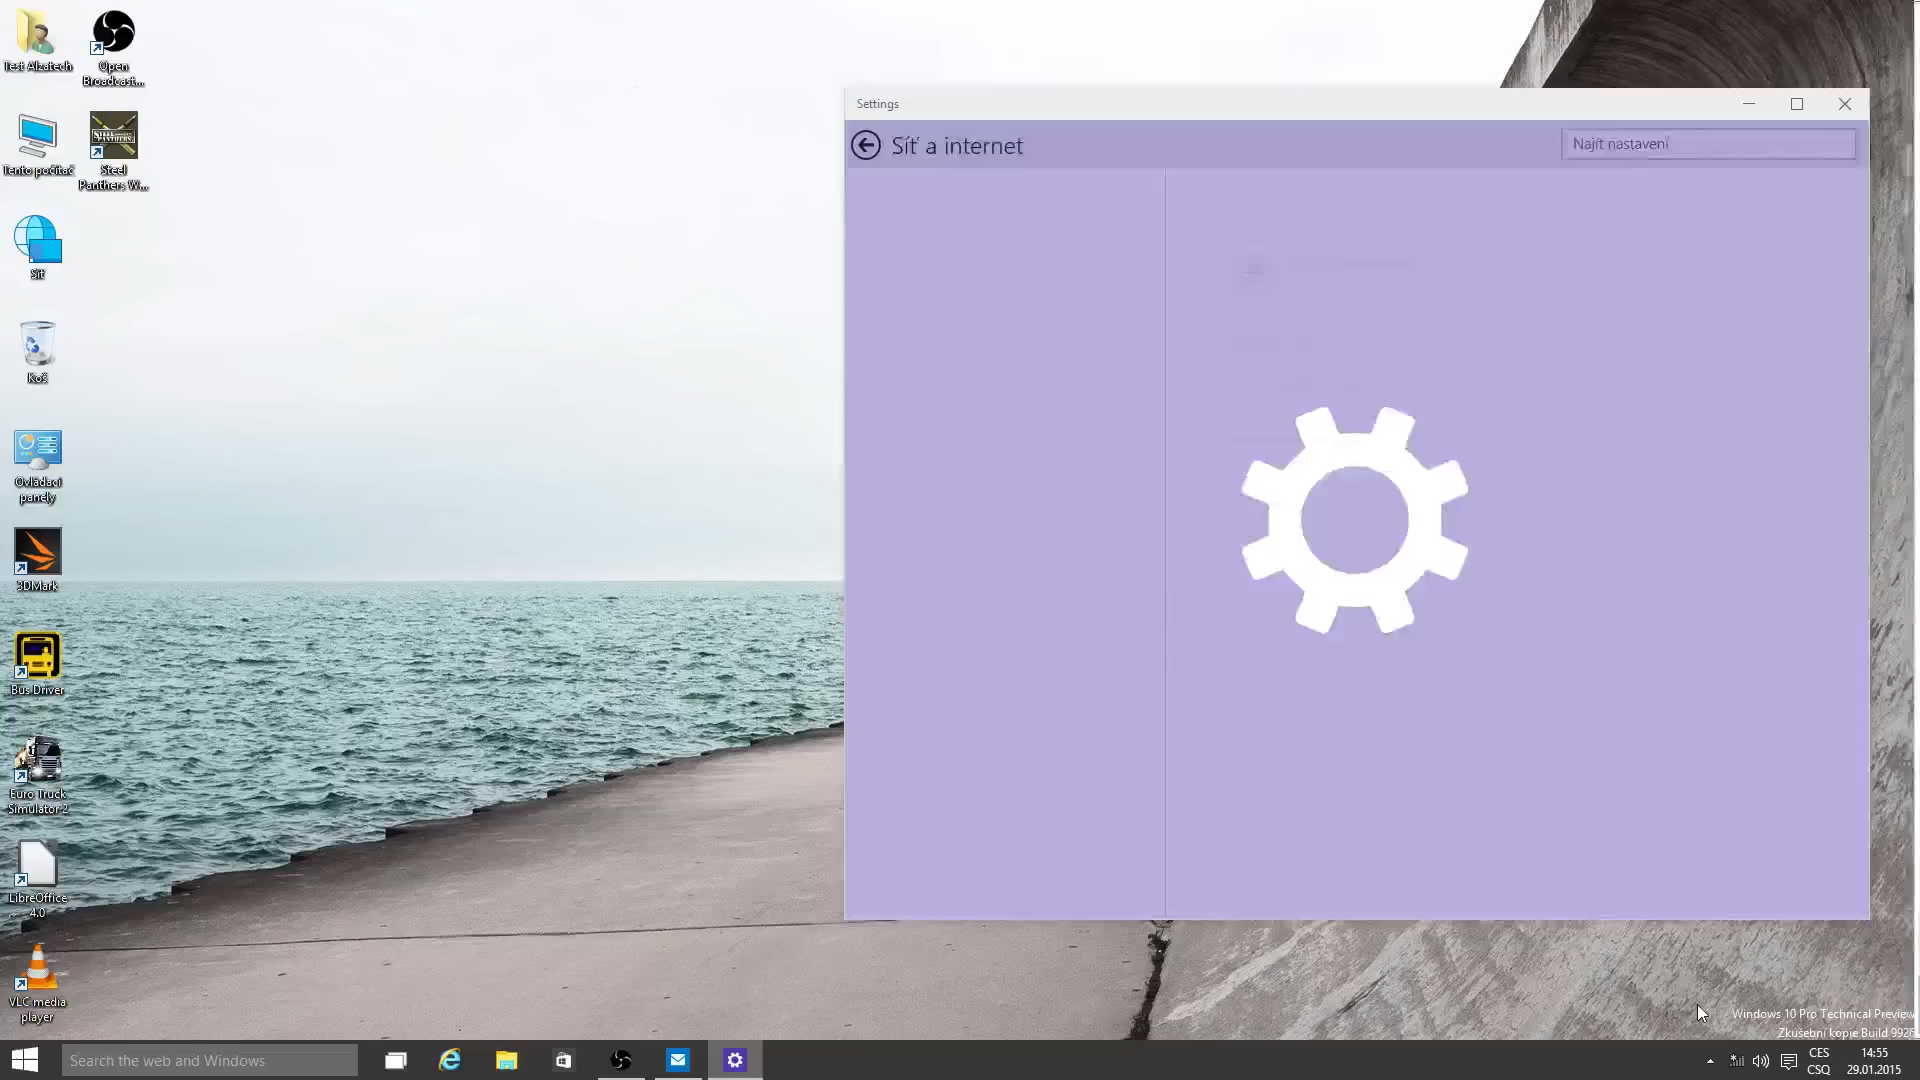 Test Alzatech
Open
Broadcast...
Tento počítač
Steel
Panthers W...
STEEL PANTHERS
Síť
Koš
Ovládací
panely
3DMark
Bus Driver
Euro Truck
Simulator 2
LibreOffice
4.0
VLC media
player
Settings
Síť a internet
Najít nastavení
Windows 10 Pro Technical Preview
Zkušební kopie Build 9926
Search the web and Windows
CES
CSQ
14:55
29.01.2015